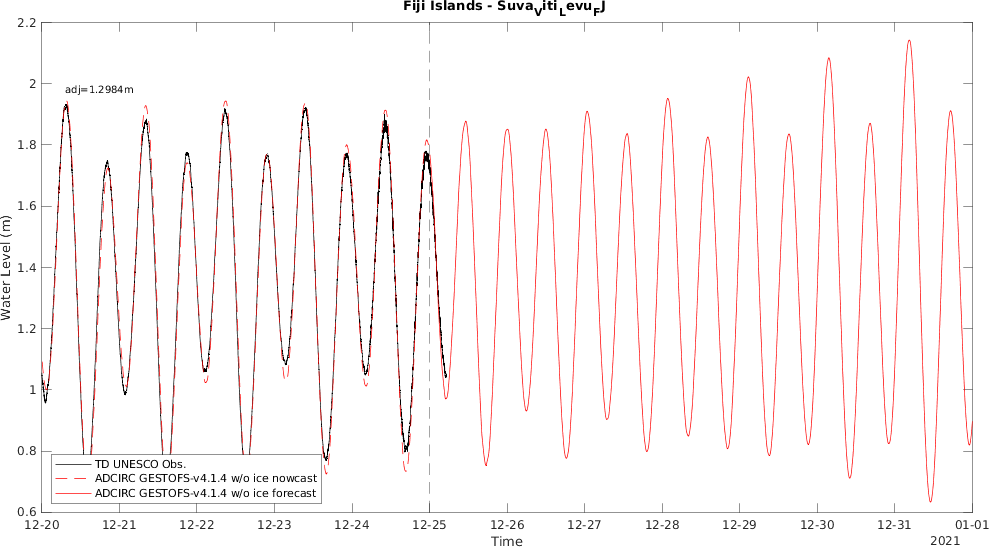 Fiji Islands - SuvaVitiLevuFJ
2.2
2
1.8
1.6
1.4
1.2
1
0.8
0.6
Water Level (m)
adj=1.2984m
TD UNESCO Obs.
ADCIRC GESTOFS-v4.1.4 w/o ice nowcast
ADCIRC GESTOFS-v4.1.4 w/o ice forecast
12-20 12-21 12-22 12-23 12-24 12-25 12-26 12-27 12-28 12-29 12-30 12-31 01-01
Time
2021